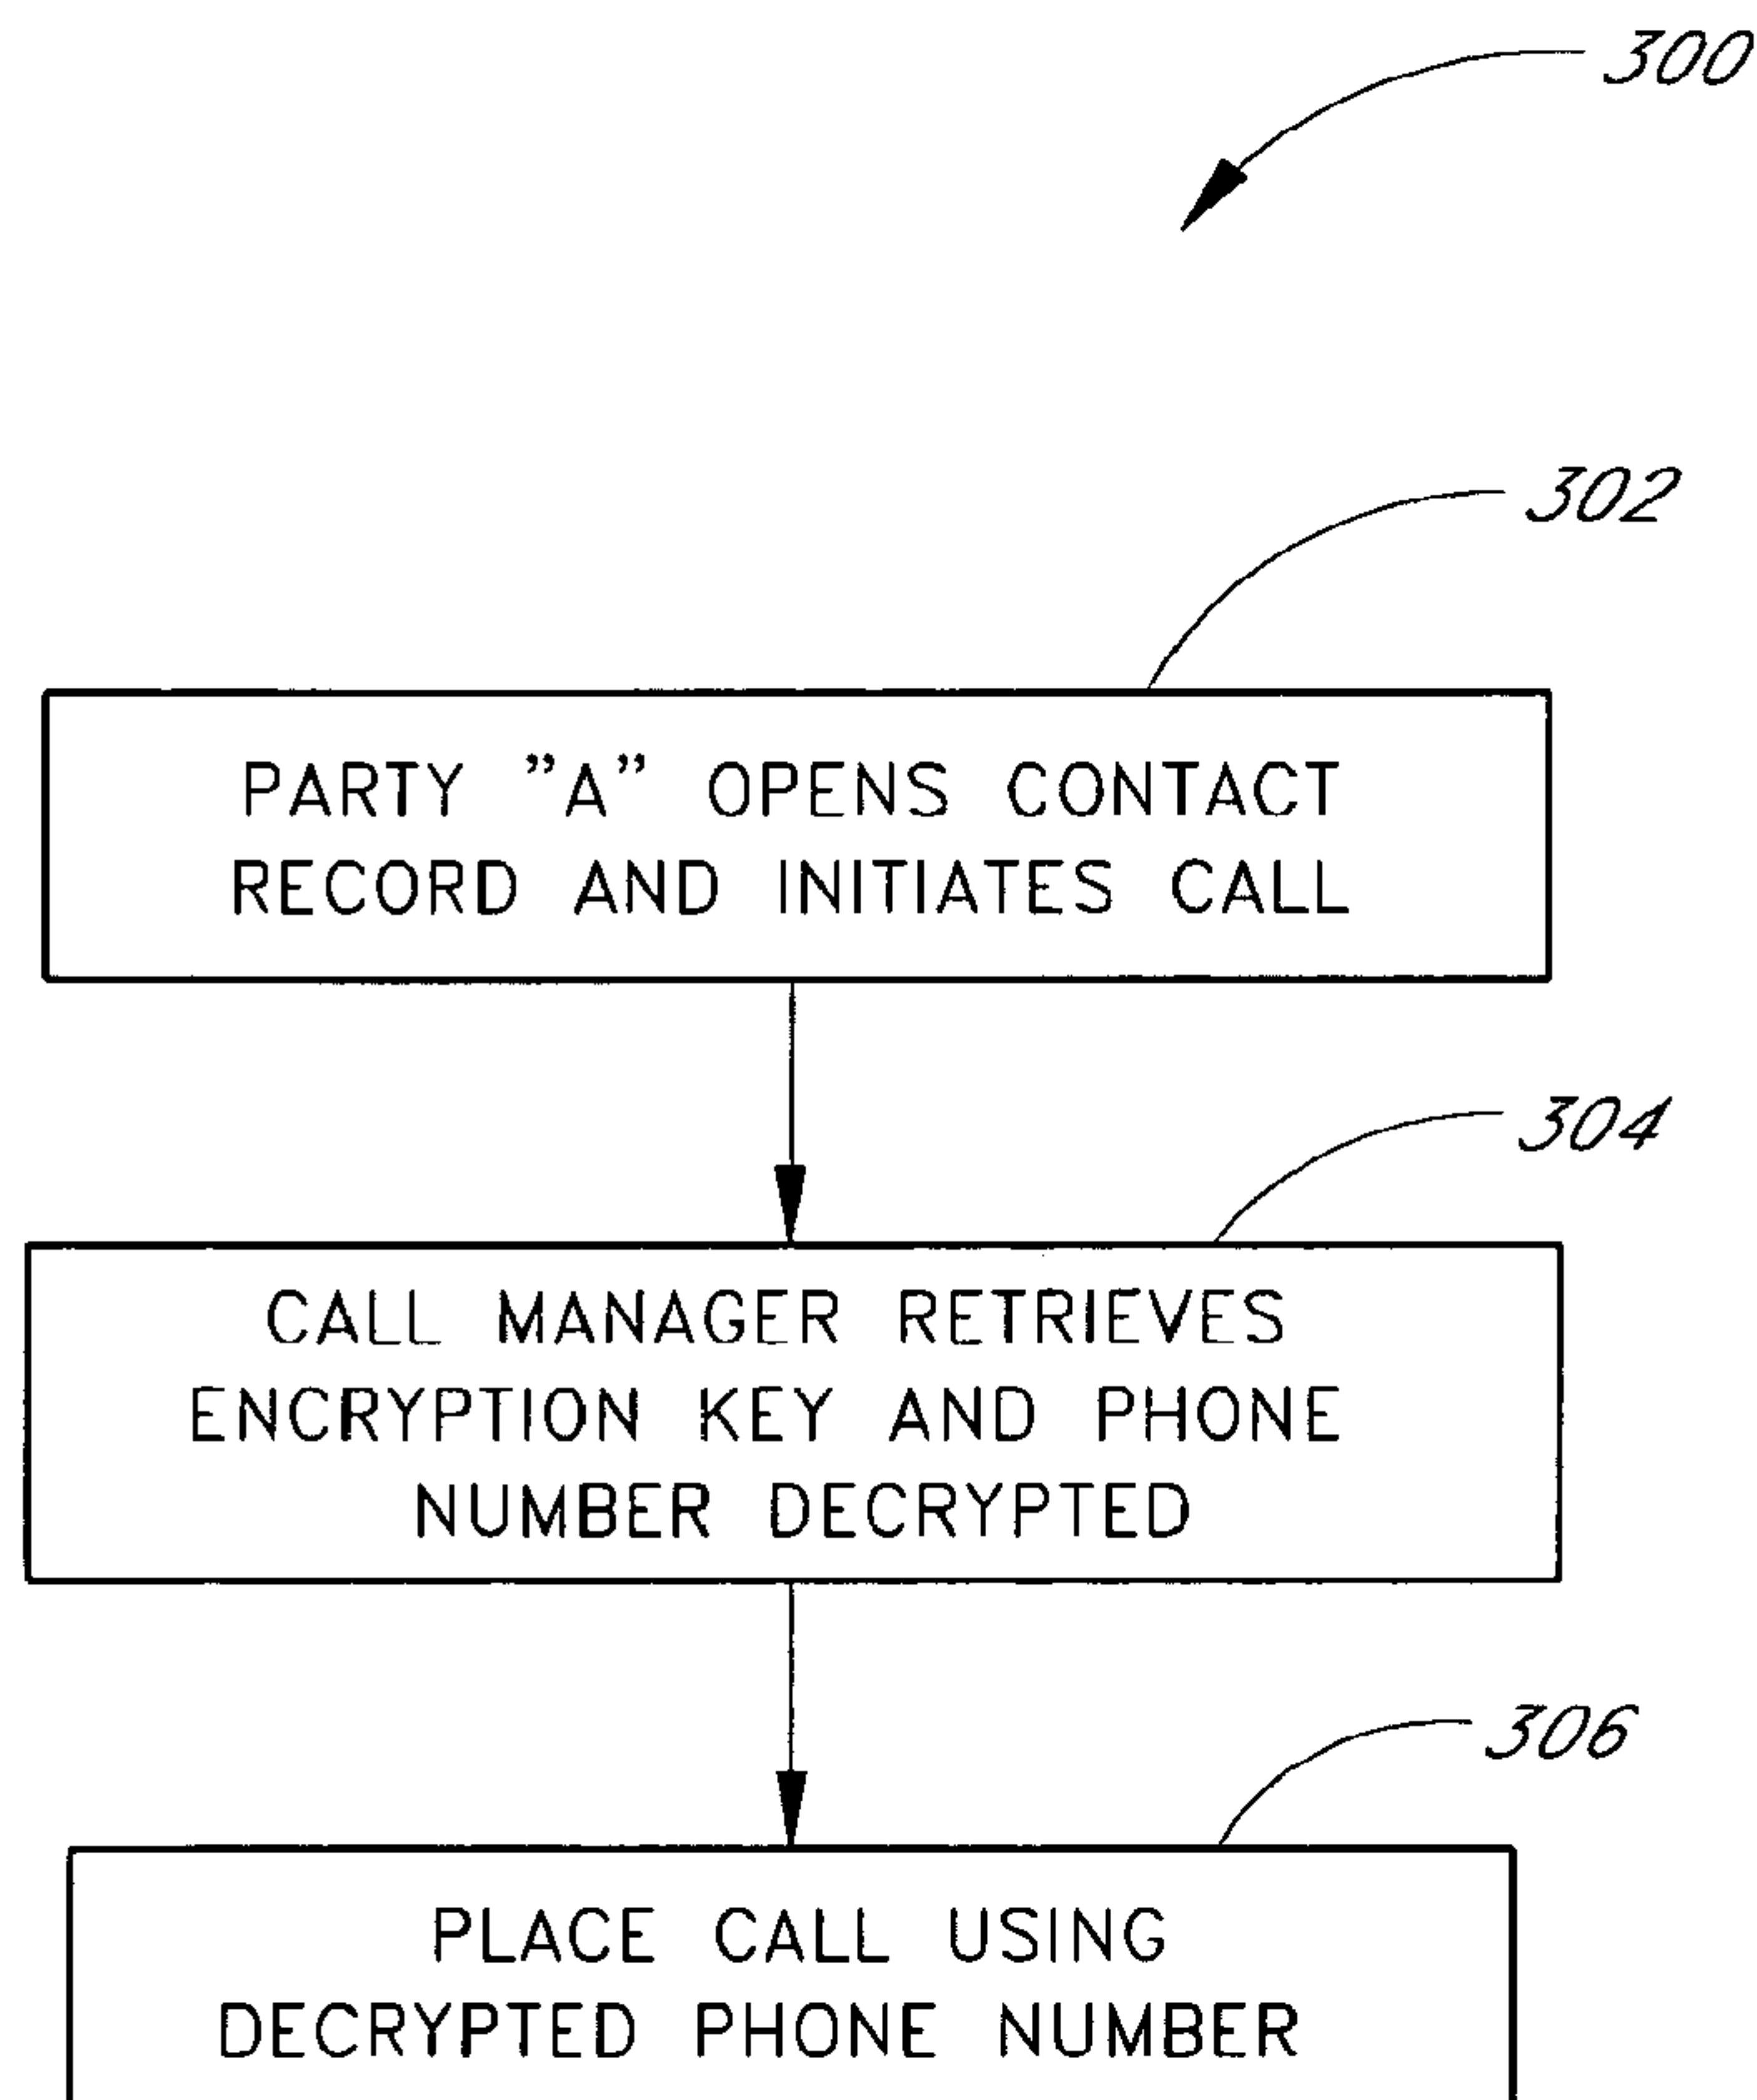 300
302
PARTY "A" OPENS CONTACT
RECORD AND INITIATES CALL
304
CALL MANAGER RETRIEVES
ENCRYPTION KEY AND PHONE
NUMBER DECRYPTED
306
PLACE CALL USING
DECRYPTED PHONE NUMBER